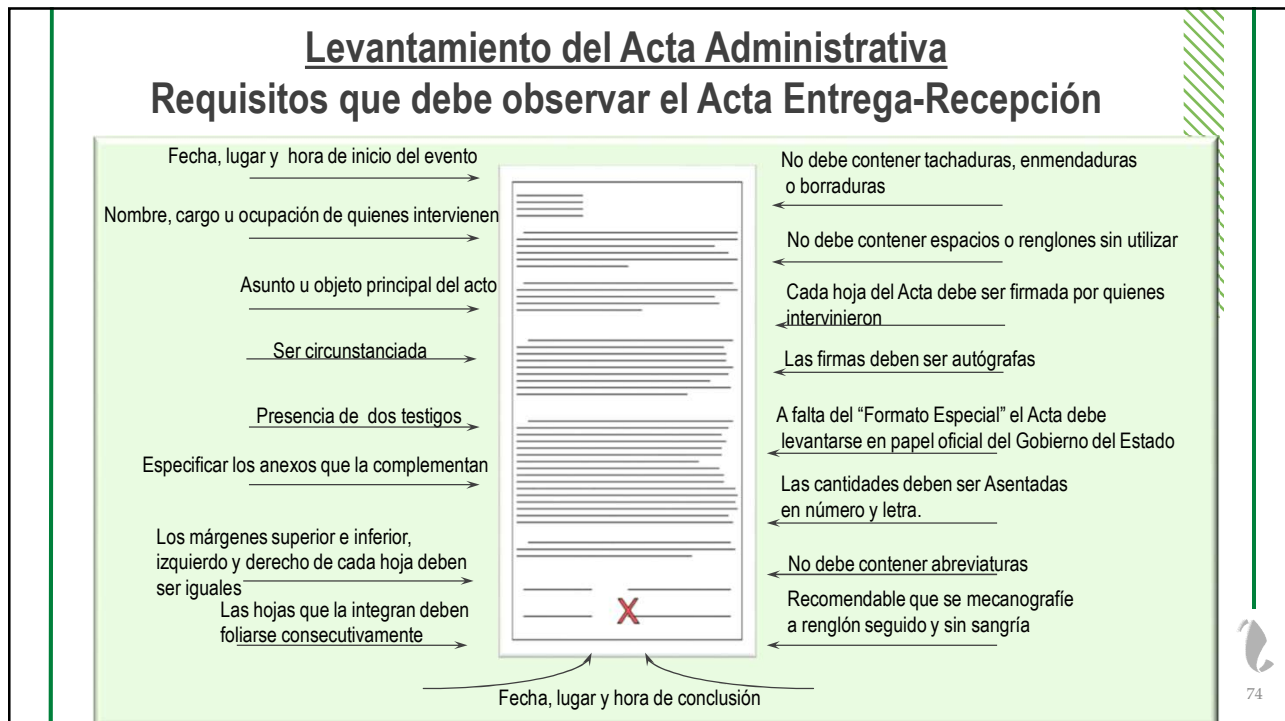 Levantamiento del Acta Administrativa
Requisitos que debe observar el Acta Entrega-Recepción
Fecha, lugar y hora de inicio del evento
Nombre, cargo u ocupación de quienes intervienen
Asunto u objeto principal del acto
Ser circunstanciada
Presencia de dos testigos
Especificar los anexos que la complementan
Los márgenes superior e inferior,
izquierdo y derecho de cada hoja deben
ser iguales
Las hojas que la integran deben
foliarse consecutivamente
No debe contener tachaduras, enmendaduras
o borraduras
No debe contener espacios o renglones sin utilizar
Cada hoja del Acta debe ser firmada por quienes
intervinieron
Las firmas deben ser autógrafas
A falta del “Formato Especial” el Acta debe
levantarse en papel oficial del Gobierno del Estado
Las cantidades deben ser Asentadas
en número y letra.
No debe contener abreviaturas
Recomendable que se mecanografíe
a renglón seguido y sin sangría
X
Fecha, lugar y hora de conclusión
74